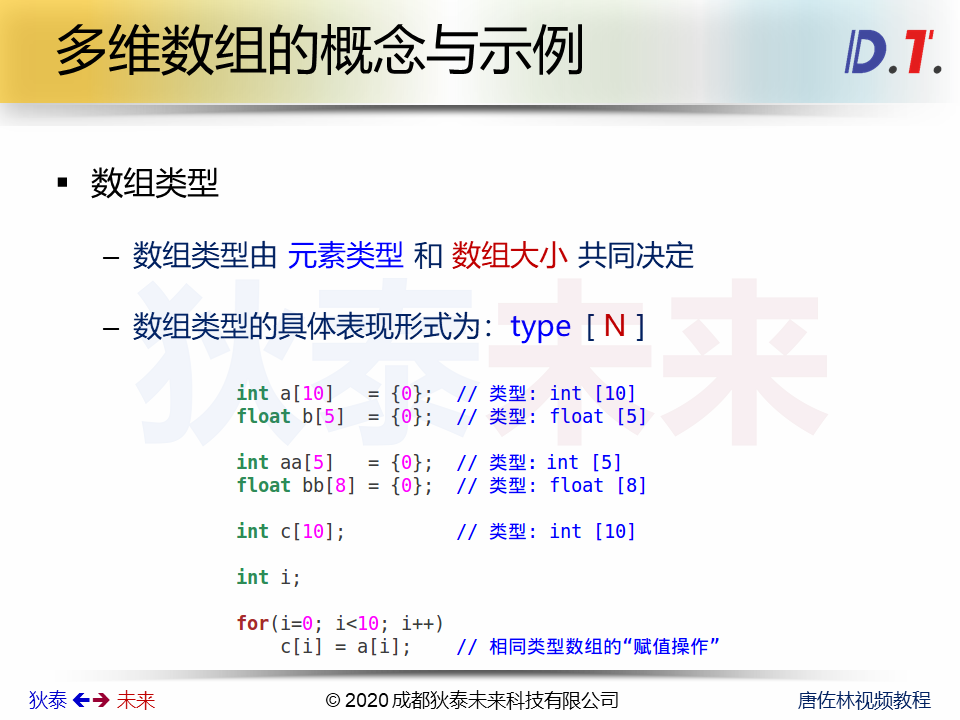 多维数组的概念与示例
D.T.
▪ 数组类型
– 数组类型由 元素类型 和 数组大小 共同决定
– 数组类型的具体表现形式为：type [ N ]
狄泰未来
int a[10]   = {0};  // 类型: int [10]
float b[5]  = {0};  // 类型: float [5]
int aa[5]   = {0};  // 类型: int [5]
float bb[8] = {0};  // 类型: float [8]
int c[10];          // 类型: int [10]
int i;
for(i=0; i<10; i++)
    c[i] = a[i];    // 相同类型数组的“赋值操作”
狄泰 未来
© 2020 成都狄泰未来科技有限公司
唐佐林视频教程